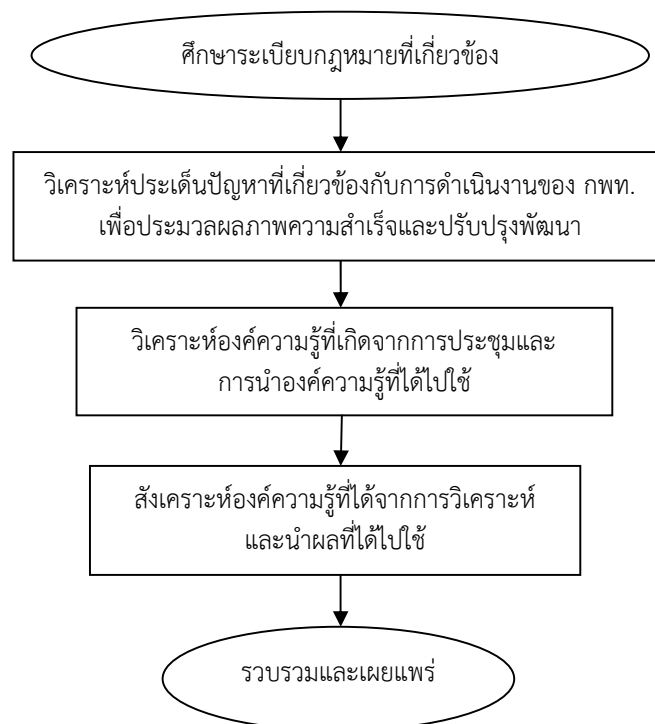 ศึกษาระเบียบกฎหมายที่เกี่ยวข้อง
วิเคราะห์ประเด็นปัญหาที่เกี่ยวข้องกับการดำเนินงานของ กพท.
เพื่อประมวลผลภาพความสำเร็จและปรับปรุงพัฒนา
วิเคราะห์องค์ความรู้ที่เกิดจากการประชุมและ
การนำองค์ความรู้ที่ได้ไปใช้
สังเคราะห์องค์ความรู้ที่ได้จากการวิเคราะห์
และนำผลที่ได้ไปใช้
รวบรวมและเผยแพร่